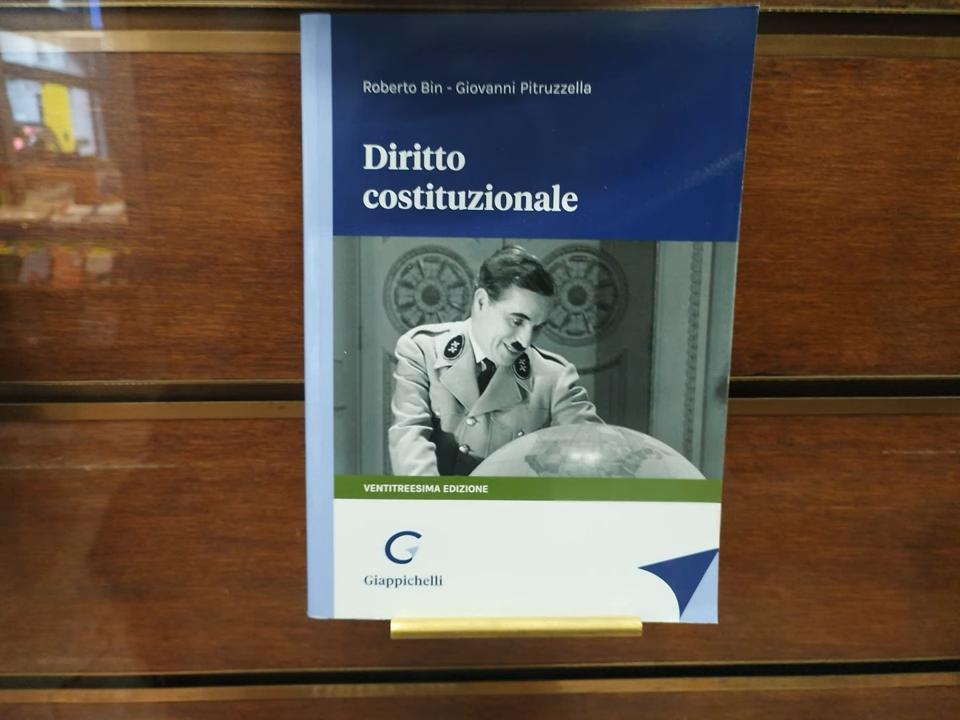 Roberto Bin - Giovanni Pitruzzella
Diritto
costituzionale
VENTITREESIMA EDIZIONE
Giappichelli